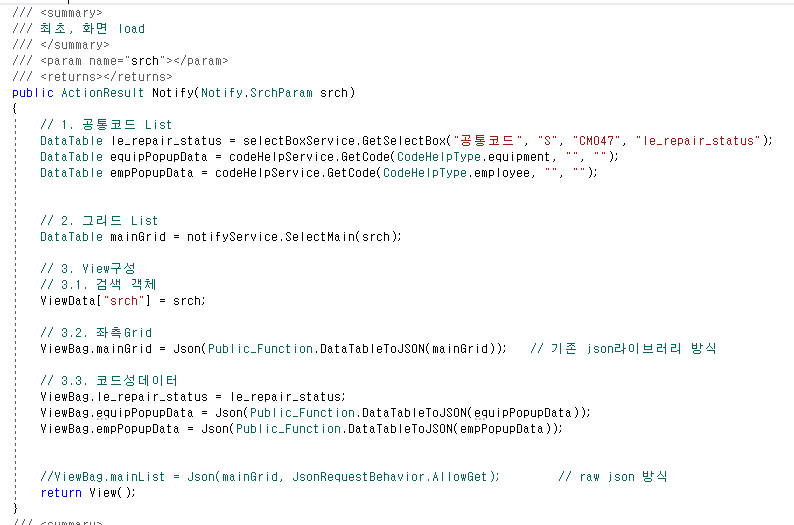 /// <summary>
/// 최초, 화면 load
/// </summary>
/// <param name="srch"></param>
/// <returns></returns>
public ActionResult Notify(Notify.SrchParam srch)
{
// 1. 공통코드 List
DataTable le_repair_status = selectBoxService.GetSelectBox("공통코드", "S", "CM047", "le_repair_status");
DataTable equipPopupData = codeHelpService.GetCode(CodeHelpType.equipment, "", "");
DataTable empPopupData = codeHelpService.GetCode(CodeHelpType.employee, "", "");
// 2. 그리드 List
DataTable mainGrid = notifyService.SelectMain(srch);
// 3. View구성
// 3.1. 검색 객체
ViewData["srch"] = srch;
// 3.2. 좌측Grid
ViewBag.mainGrid = Json(Public_Function.DataTableToJSON(mainGrid)); // 기존 json라이브러리 방식
// 3.3. 코드성데이터
ViewBag.le_repair_status = le_repair_status;
ViewBag.equipPopupData = Json(Public_Function.DataTableToJSON(equipPopupData));
ViewBag.empPopupData = Json(Public_Function.DataTableToJSON(empPopupData));
//ViewBag.mainList = Json(mainGrid, JsonRequestBehavior.AllowGet); // raw json 방식
return View();
}
/// <summary>